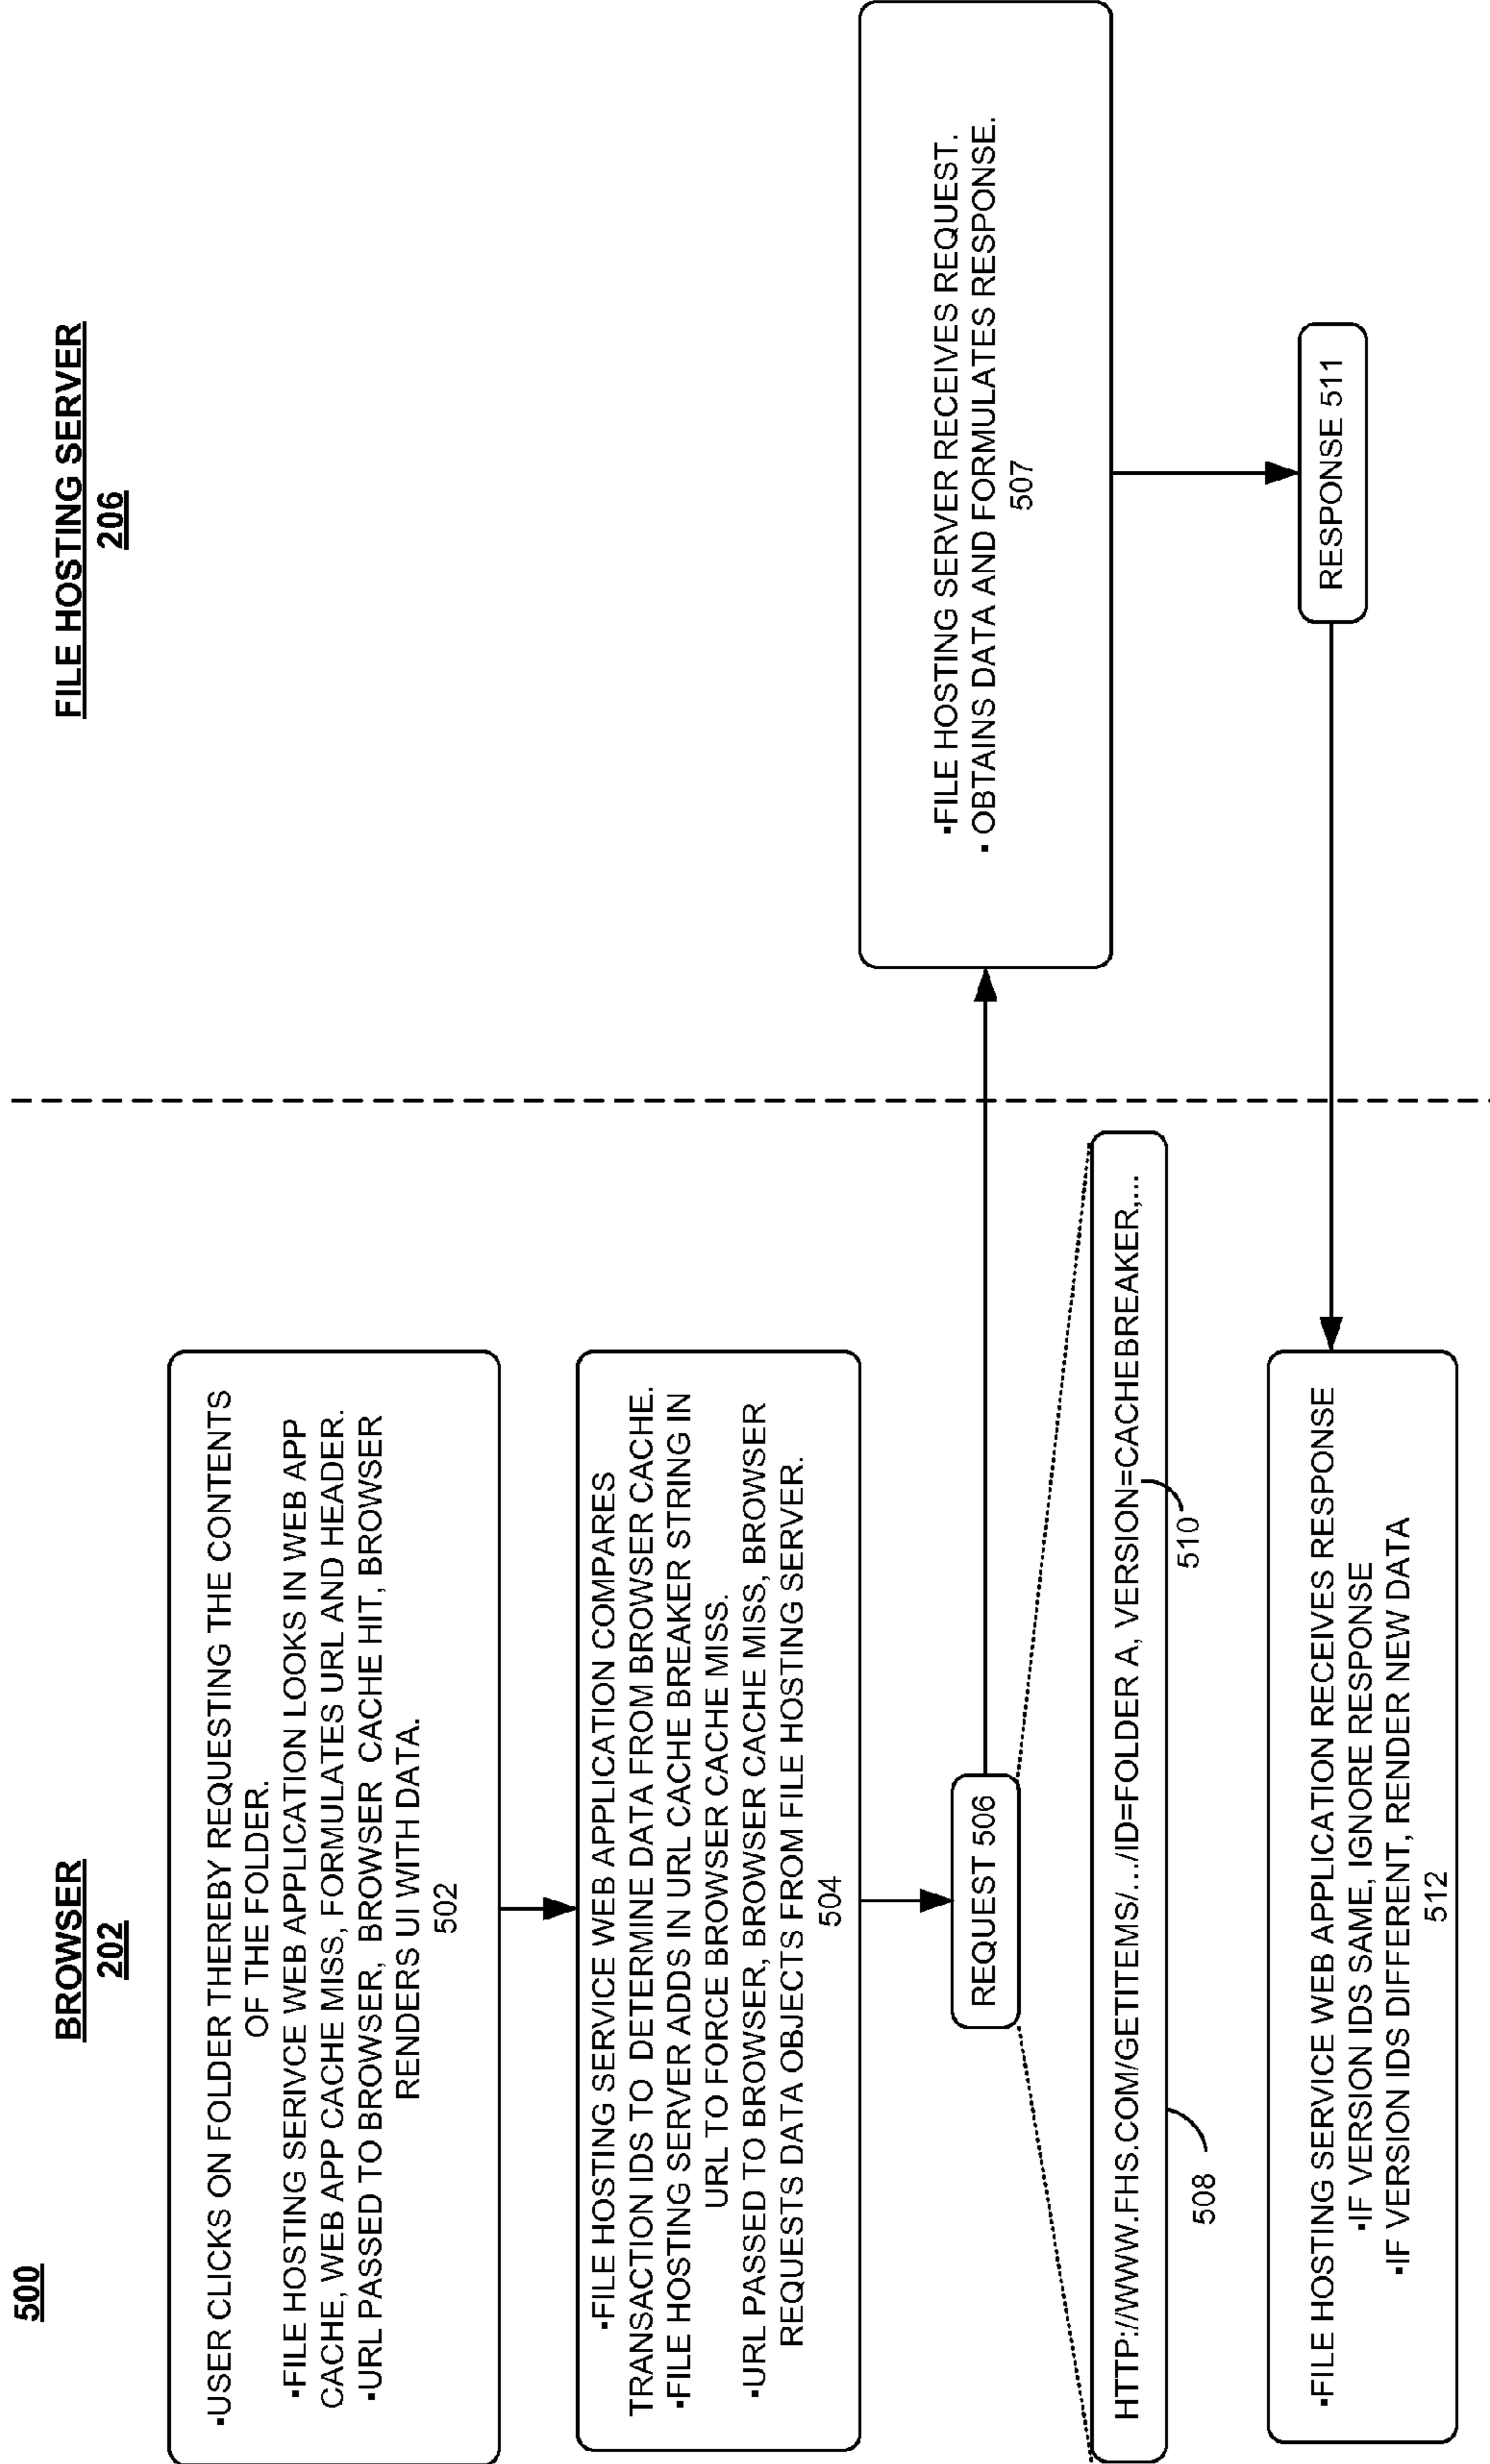 500
BROWSER
202
FILE HOSTING SERVER
206
▪USER CLICKS ON FOLDER THEREBY REQUESTING THE CONTENTS
OF THE FOLDER.
▪FILE HOSTING SERIVCE WEB APPLICATION LOOKS IN WEB APP
CACHE, WEB APP CACHE MISS, FORMULATES URL AND HEADER.
▪URL PASSED TO BROWSER, BROWSER CACHE HIT, BROWSER
RENDERS UI WITH DATA.
502
▪FILE HOSTING SERVICE WEB APPLICATION COMPARES
TRANSACTION IDS TO DETERMINE DATA FROM BROWSER CACHE.
▪FILE HOSTING SERVER ADDS IN URL CACHE BREAKER STRING IN
URL TO FORCE BROWSER CACHE MISS.
▪URL PASSED TO BROWSER, BROWSER CACHE MISS, BROWSER
REQUESTS DATA OBJECTS FROM FILE HOSTING SERVER.
504
REQUEST 506
▪FILE HOSTING SERVER RECEIVES REQUEST.
▪ OBTAINS DATA AND FORMULATES RESPONSE.
507
HTTP://WWW.FHS.COM/GETITEMS/.../ID=FOLDER A, VERSION=CACHEBREAKER,...
508
510
RESPONSE 511
▪FILE HOSTING SERVICE WEB APPLICATION RECEIVES RESPONSE
▪IF VERSION IDS SAME, IGNORE RESPONSE
▪IF VERSION IDS DIFFERENT, RENDER NEW DATA
512